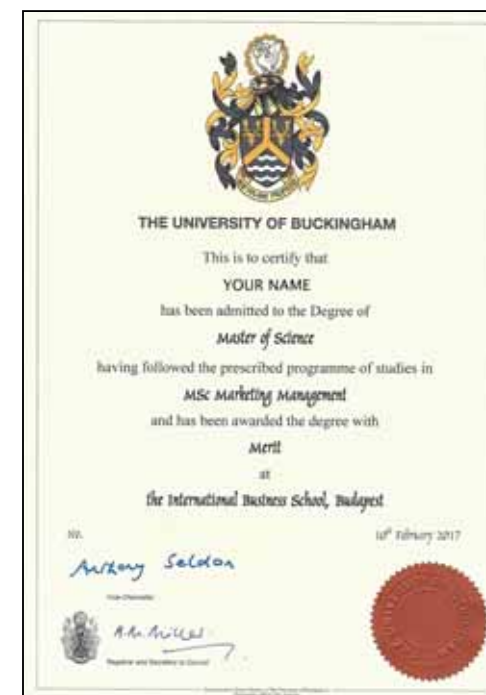 THE UNIVERSITY OF BUCKINGHAM
This is to certify that
YOUR NAME
has been admitted to the Degree of
Master of Science
having followed the prescribed programme of studies in
MSc Marketing Management
and has been awarded the degree with
Merit
at
the International Business School, Budapest
No.
10th February 2017
Anthony Seldon
Vice-Chancellor
Registrar and Secretary to Council